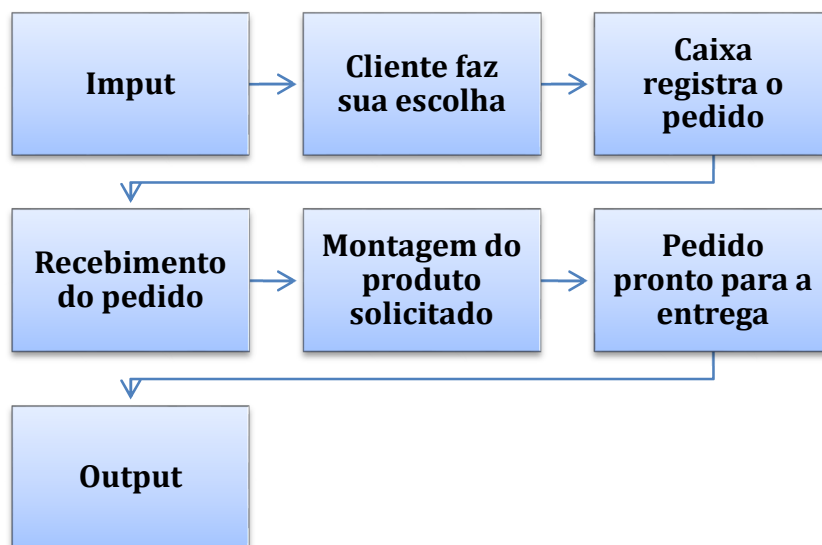 Imput
Cliente faz
sua escolha
Caixa
registra o
pedido
Recebimento
do pedido
Montagem do
produto
solicitado
Pedido
pronto para a
entrega
Output